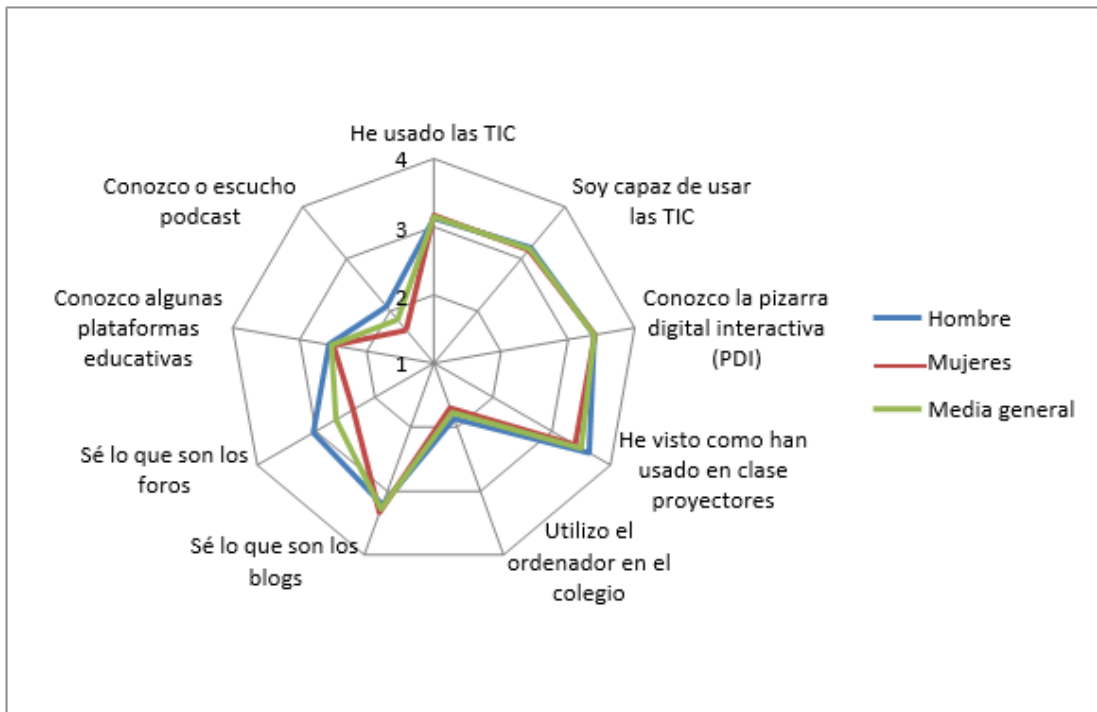 He usado las TIC
4
3
2
1
Soy capaz de usar
las TIC
Conozco la pizarra
digital interactiva
(PDI)
He visto como han
usado en clase
proyectores
Utilizo el
ordenador en el
colegio
Sé lo que son los
blogs
Sé lo que son los
foros
Conozco algunas
plataformas
educativas
Conozco o escucho
podcast
Hombre
Mujeres
Media general